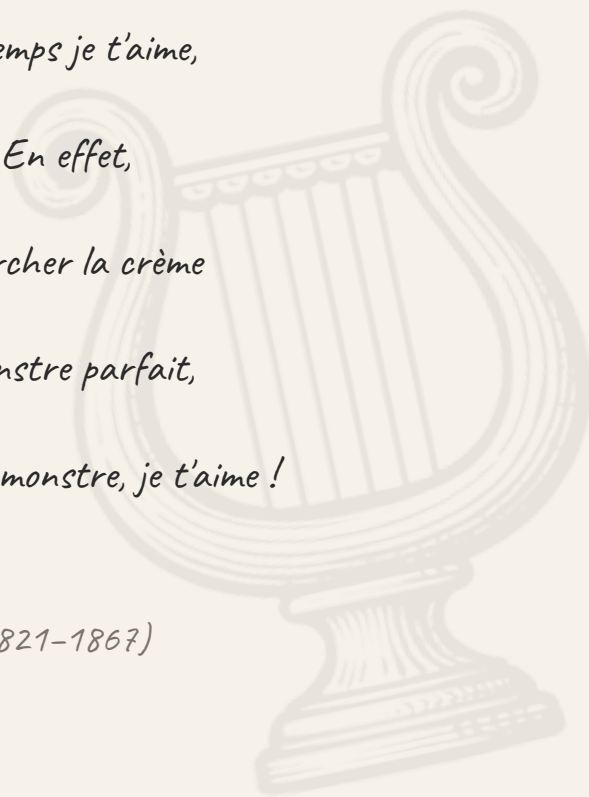 emps je t'aime,
En effet,
rcher la crème
nstre parfait,
monstre, je t'aime !
821–1867)